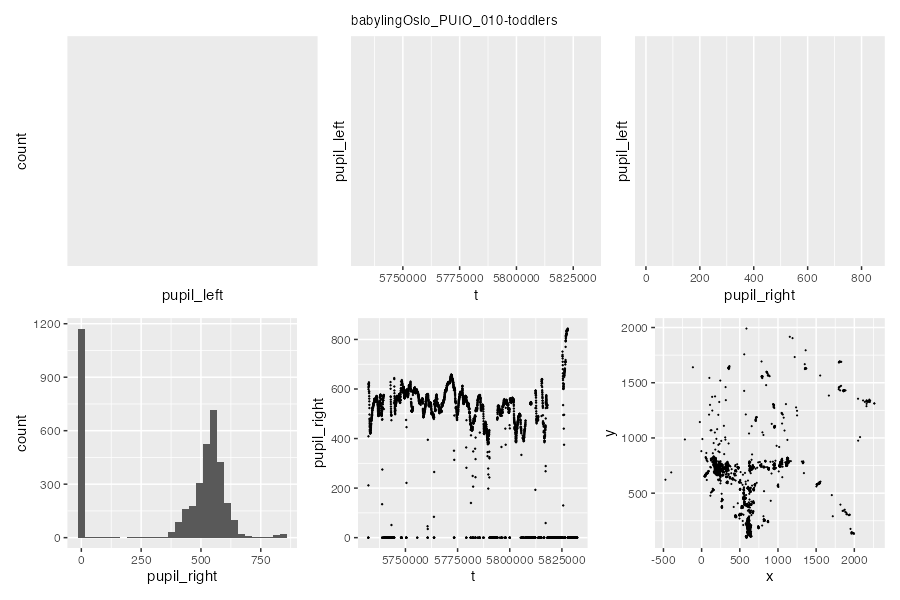 babylingOslo_PUIO_010-toddlers
count
pupil_left
pupil_left
5750000 5775000 5800000 5825000
t
pupil_left
0 200 400 600 800
pupil_right
count
1200
900
600
300
0
0 250 500 750
pupil_right
pupil_right
800
600
400
200
0
5750000 5775000 5800000 5825000
t
y
2000
1500
1000
500
-500 0 500 1000 1500 2000
x